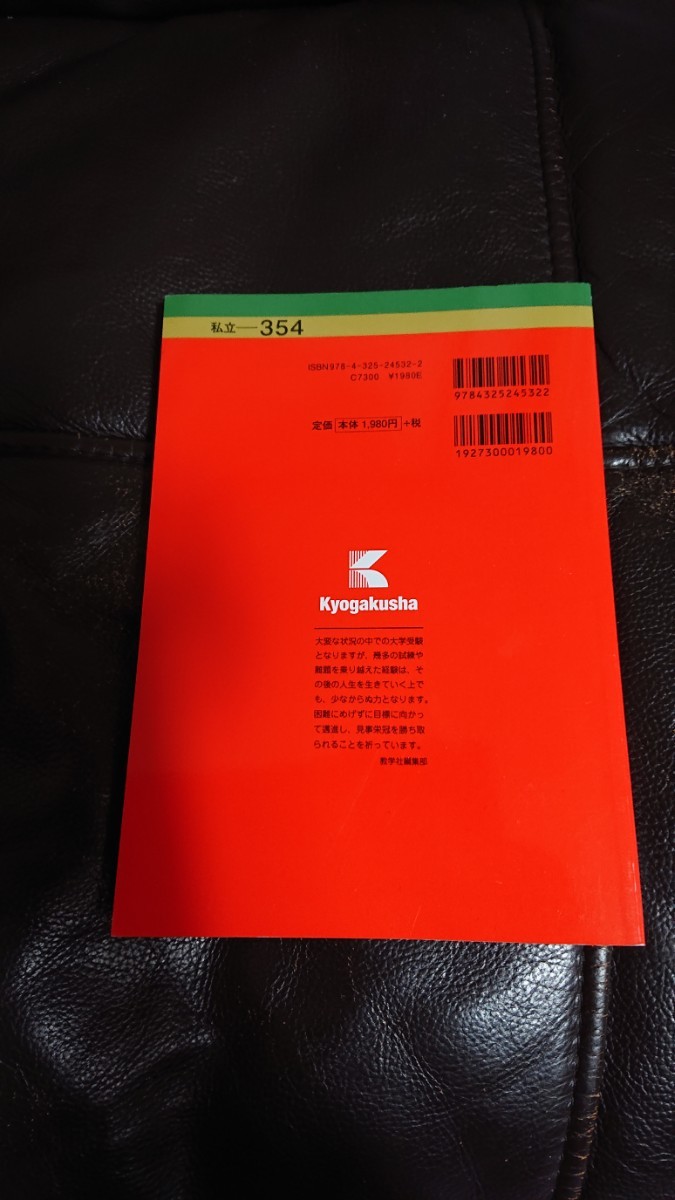 私立—354
ISBN978-4-325-24532-2
C7300 ¥1980E
9784325245322
定価 本体 1,980円 +税
1927300019800
Kyogakusha
大変な状況の中での大学受験
となりますが、幾多の試練や
難題を乗り越えた経験は、そ
の後の人生を生きていく上で
も、少なからぬ力となります。
困難にめげずに目標に向かっ
て邁進し、見事栄冠を勝ち取
られることを祈っています。
教学社編集部